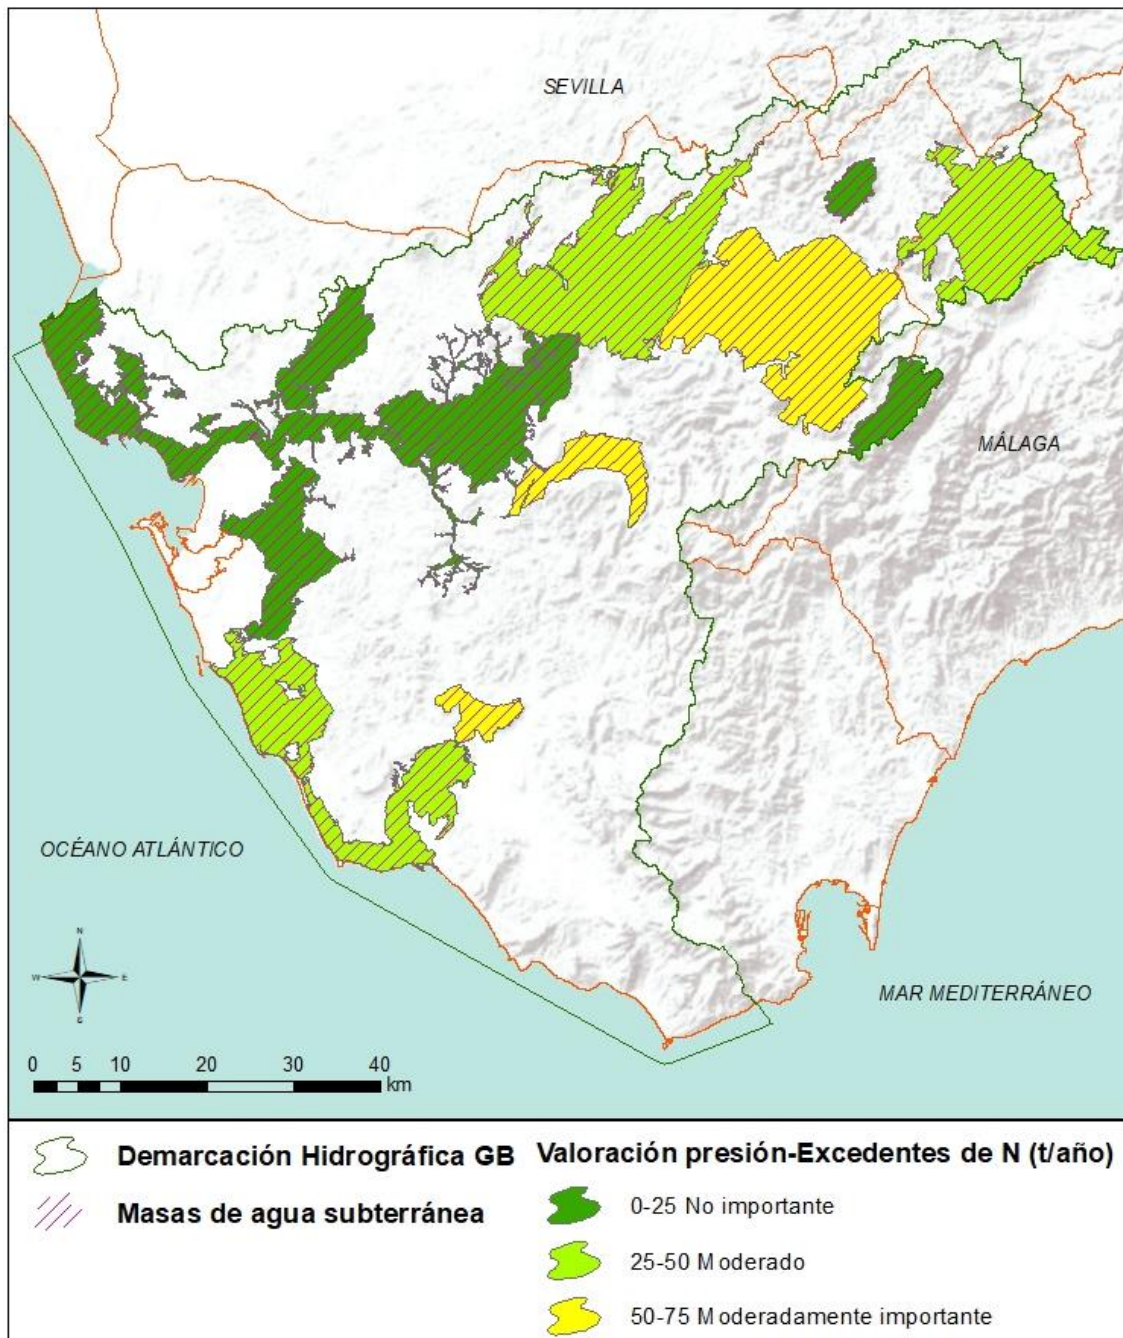 SEVILLA
MÁLAGA
OCÉANO ATLÁNTICO
MAR MEDITERRÁNEO
N
W E
S
0 5 10 20 30 40
km
Demarcación Hidrográfica GB
Masas de agua subterránea
Valoración presión-Excedentes de N (t/año)
0-25 No importante
25-50 Moderado
50-75 Moderadamente importante